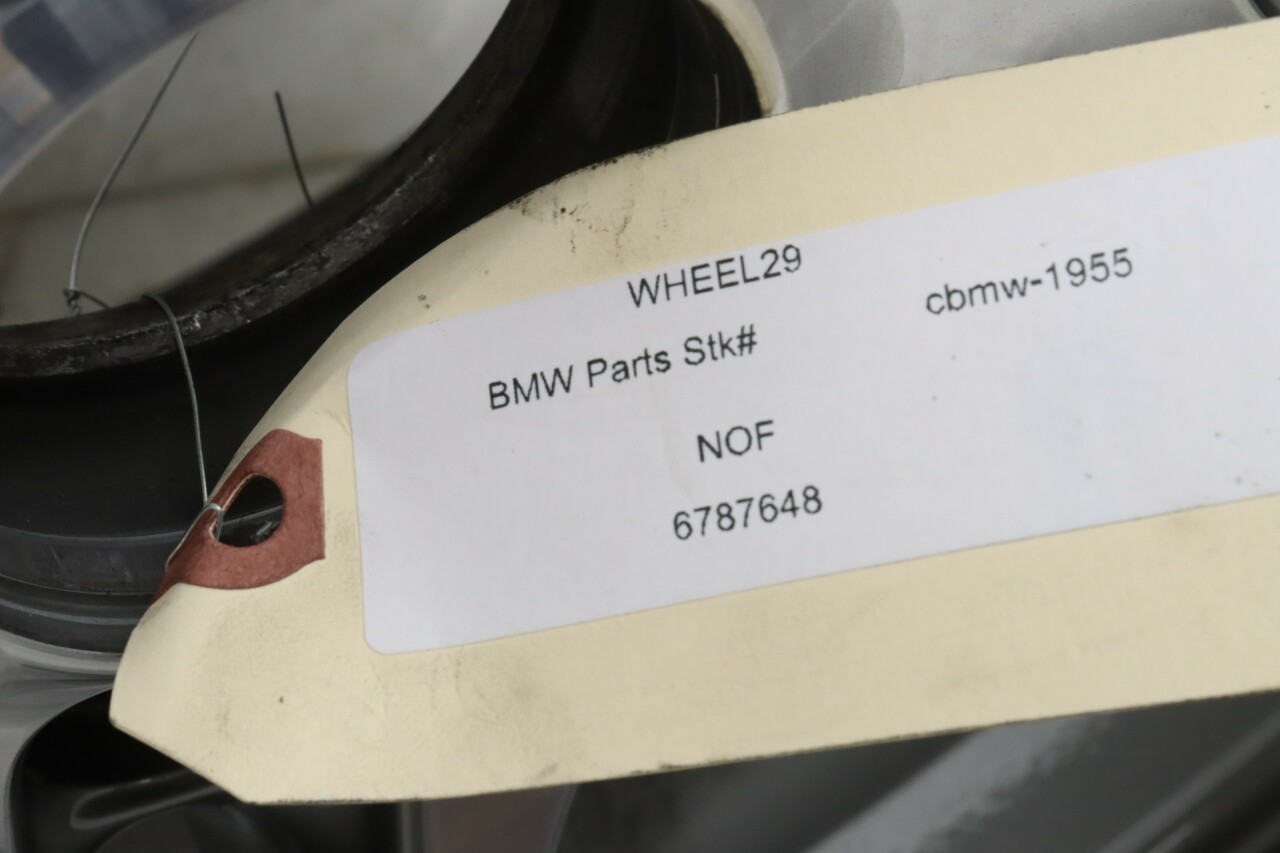 WHEEL29
cbmw-1955
BMW Parts Stk#
NOF
6787648